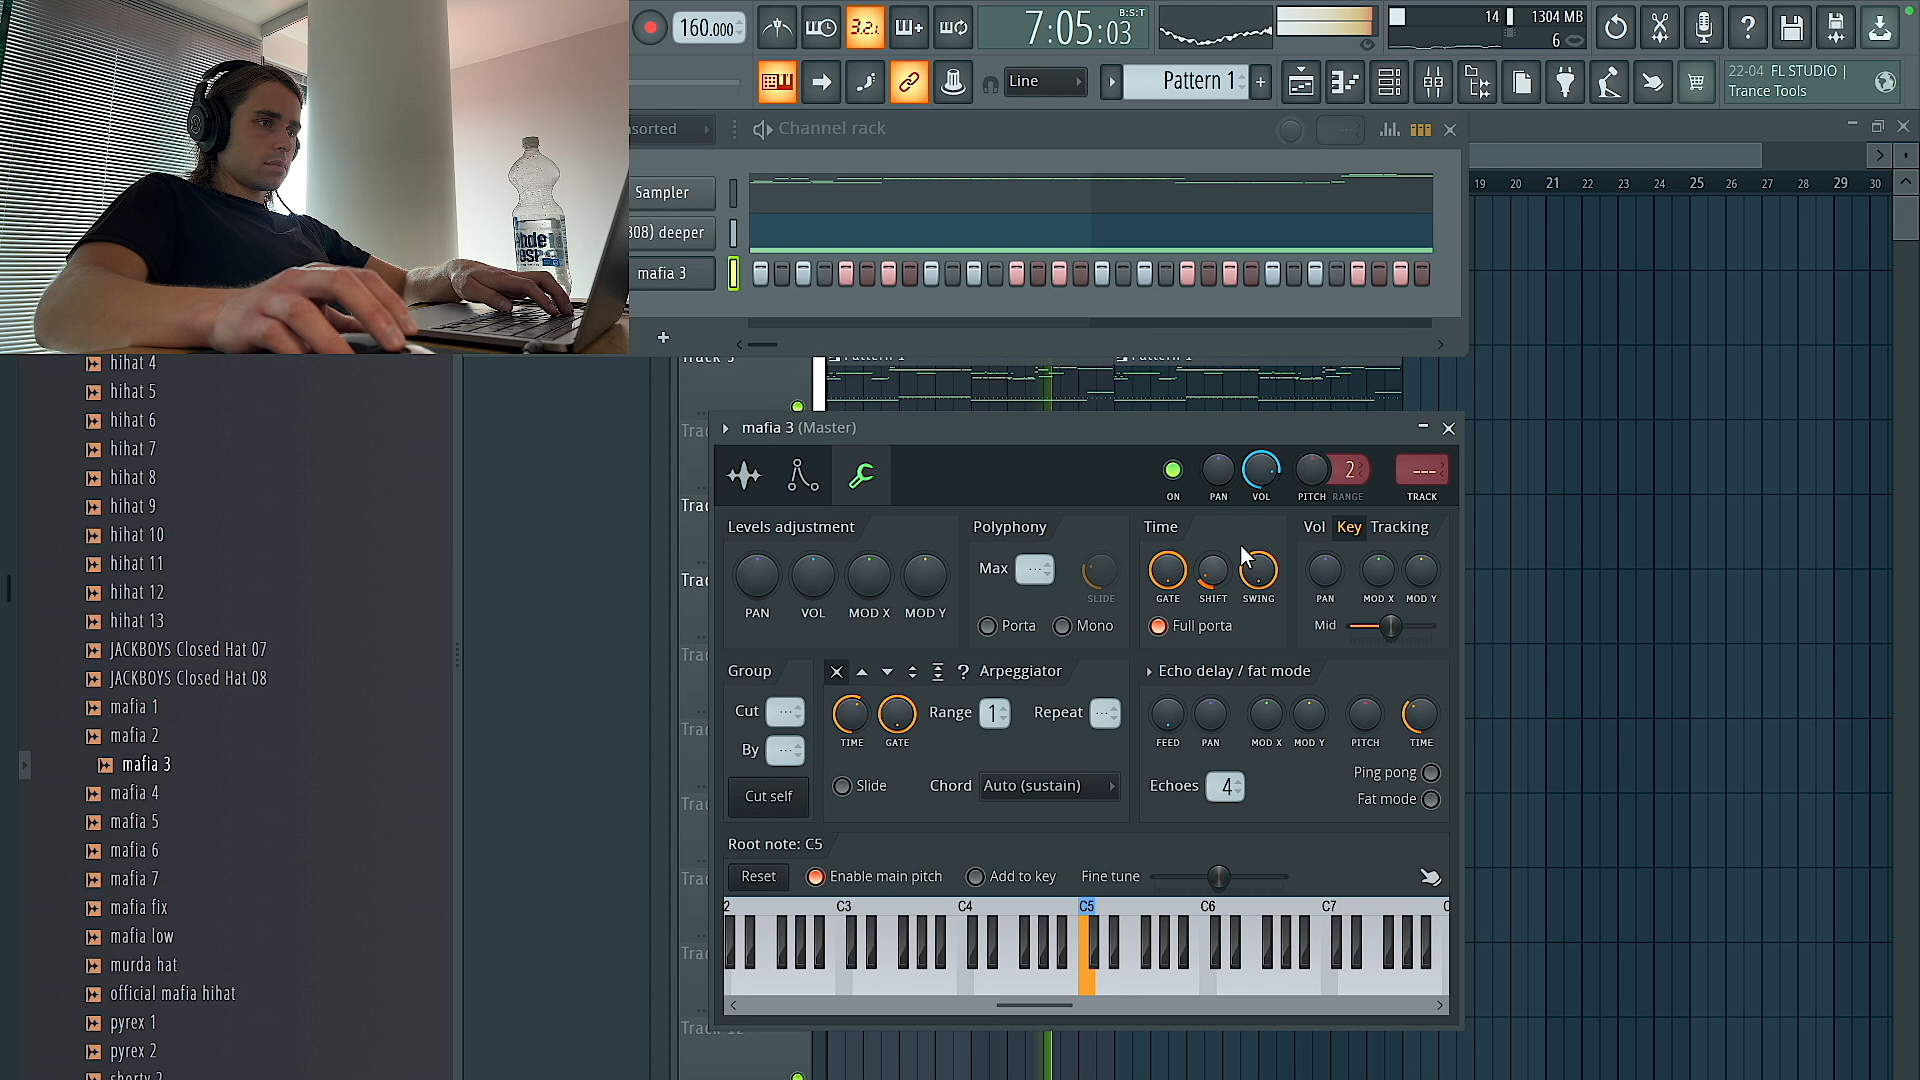 160.000
3.2.1
7:05:03
B:S:T
14
1304 MB
6
Line
Pattern 1
+
22-04 FL STUDIO |
Trance Tools
Channel rack
Sampler
deeper
mafia 3
+
19 20 21 22 23 24 25 26 27 28 29 30
hihat 4
hihat 5
hihat 6
hihat 7
hihat 8
hihat 9
hihat 10
hihat 11
hihat 12
hihat 13
JACKBOYS Closed Hat 07
JACKBOYS Closed Hat 08
mafia 1
mafia 2
mafia 3
mafia 4
mafia 5
mafia 6
mafia 7
mafia fix
mafia low
murda hat
official mafia hihat
pyrex 1
pyrex 2
mafia 3 (Master)
ON PAN VOL PITCH RANGE 2 --- TRACK
Levels adjustment
PAN VOL MOD X MOD Y
Polyphony
Max ---
SLIDE
Porta Mono
Time
GATE SHIFT SWING
Full porta
Vol Key Tracking
PAN MOD X MOD Y
Mid
Group
Cut ---
By ---
Cut self
? Arpeggiator
TIME GATE
Range 1 Repeat ---
Slide Chord Auto (sustain)
Echo delay / fat mode
FEED PAN MOD X MOD Y PITCH TIME
Echoes 4
Ping pong
Fat mode
Root note: C5
Reset Enable main pitch Add to key Fine tune
2 C3 C4 C5 C6 C7